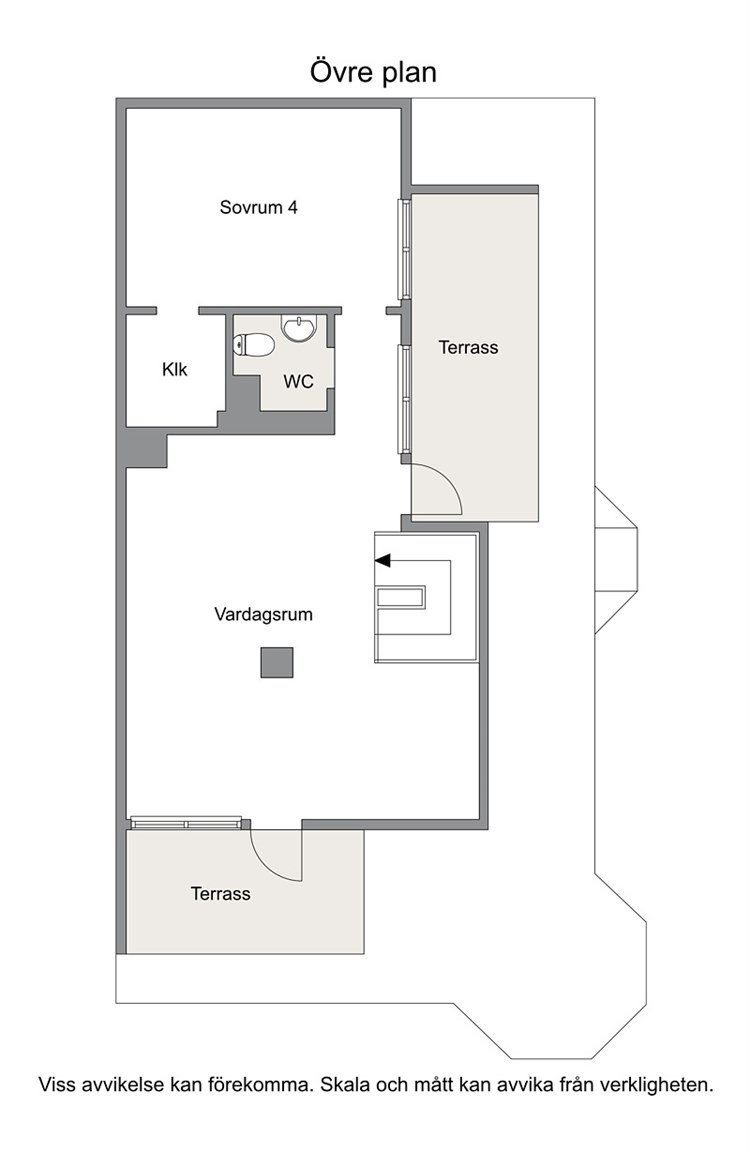 Övre plan
Sovrum 4
Terrass
Klk
WC
Vardagsrum
Terrass
Viss avvikelse kan förekomma. Skala och mått kan avvika från verkligheten.